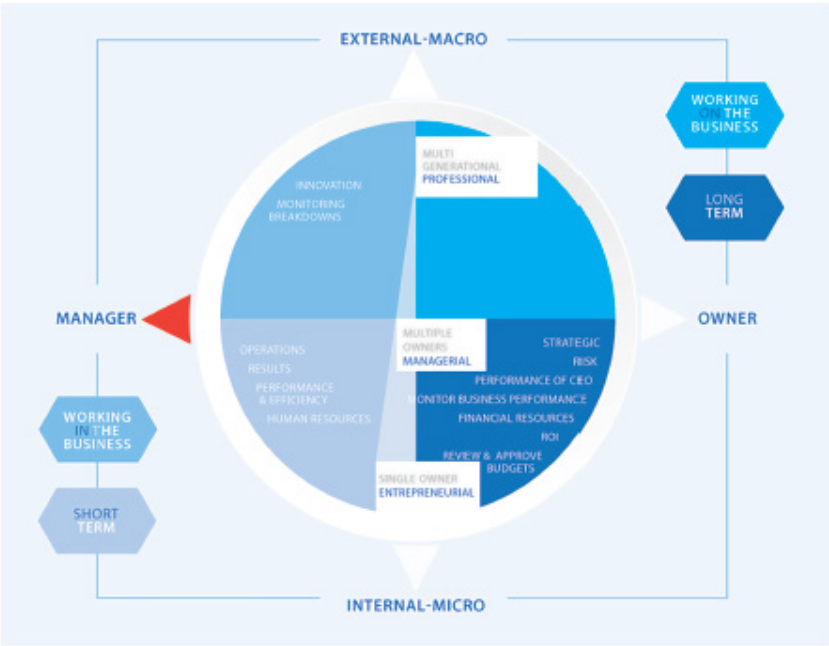 EXTERNAL-MACRO
WORKING
ON THE
BUSINESS
MULTI
GENERATIONAL
PROFESSIONAL
INNOVATION
MONITORING
BREAKDOWNS
LONG
TERM
MANAGER
OWNER
MULTIPLE
OWNERS
MANAGERIAL
OPERATIONS
RESULTS
PERFORMANCE
& EFFICIENCY
HUMAN RESOURCES
STRATEGIC
RISK
PERFORMANCE OF CEO
MONITOR BUSINESS PERFORMANCE
FINANCIAL RESOURCES
ROI
REVIEW & APPROVE
BUDGETS
WORKING
IN THE
BUSINESS
SHORT
TERM
SINGLE OWNER
ENTREPRENEURIAL
INTERNAL-MICRO